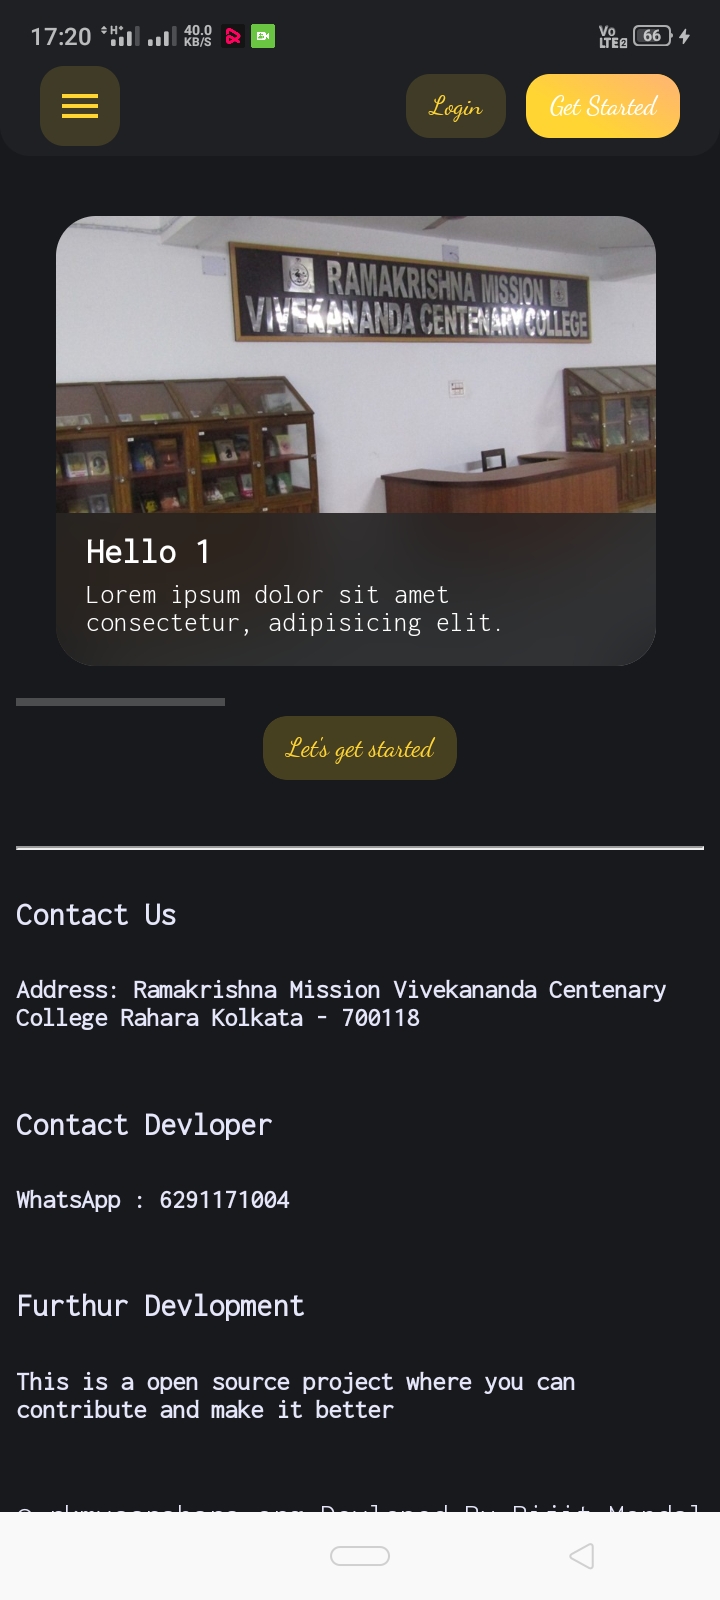 17:20 H+ 40.0 KB/S Vo LTE2 66
Login Get Started
RAMAKRISHNA MISSION
VIVEKANANDA CENTENARY COLLEGE
Hello 1
Lorem ipsum dolor sit amet
consectetur, adipisicing elit.
Let's get started
Contact Us
Address: Ramakrishna Mission Vivekananda Centenary
College Rahara Kolkata - 700118
Contact Devloper
WhatsApp : 6291171004
Furthur Devlopment
This is a open source project where you can
contribute and make it better